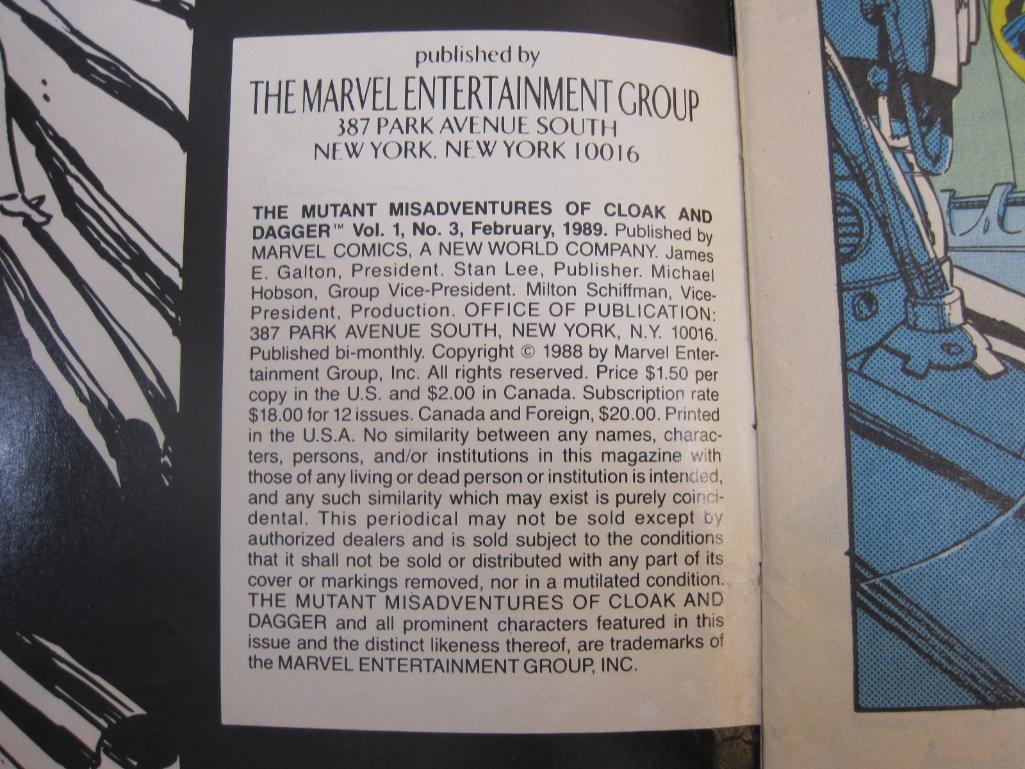 published by
THE MARVEL ENTERTAINMENT GROUP
387 PARK AVENUE SOUTH
NEW YORK, NEW YORK 10016
THE MUTANT MISADVENTURES OF CLOAK AND
DAGGER™ Vol. 1, No. 3, February, 1989. Published by
MARVEL COMICS, A NEW WORLD COMPANY. James
E. Galton, President. Stan Lee, Publisher. Michael
Hobson, Group Vice-President. Milton Schiffman, Vice-
President, Production. OFFICE OF PUBLICATION:
387 PARK AVENUE SOUTH, NEW YORK, N.Y. 10016.
Published bi-monthly. Copyright © 1988 by Marvel Enter-
tainment Group, Inc. All rights reserved. Price $1.50 per
copy in the U.S. and $2.00 in Canada. Subscription rate
$18.00 for 12 issues. Canada and Foreign, $20.00. Printed
in the U.S.A. No similarity between any names, charac-
ters, persons, and/or institutions in this magazine with
those of any living or dead person or institution is intended,
and any such similarity which may exist is purely coinci-
dental. This periodical may not be sold except by
authorized dealers and is sold subject to the conditions
that it shall not be sold or distributed with any part of its
cover or markings removed, nor in a mutilated condition.
THE MUTANT MISADVENTURES OF CLOAK AND
DAGGER and all prominent characters featured in this
issue and the distinct likeness thereof, are trademarks of
the MARVEL ENTERTAINMENT GROUP, INC.